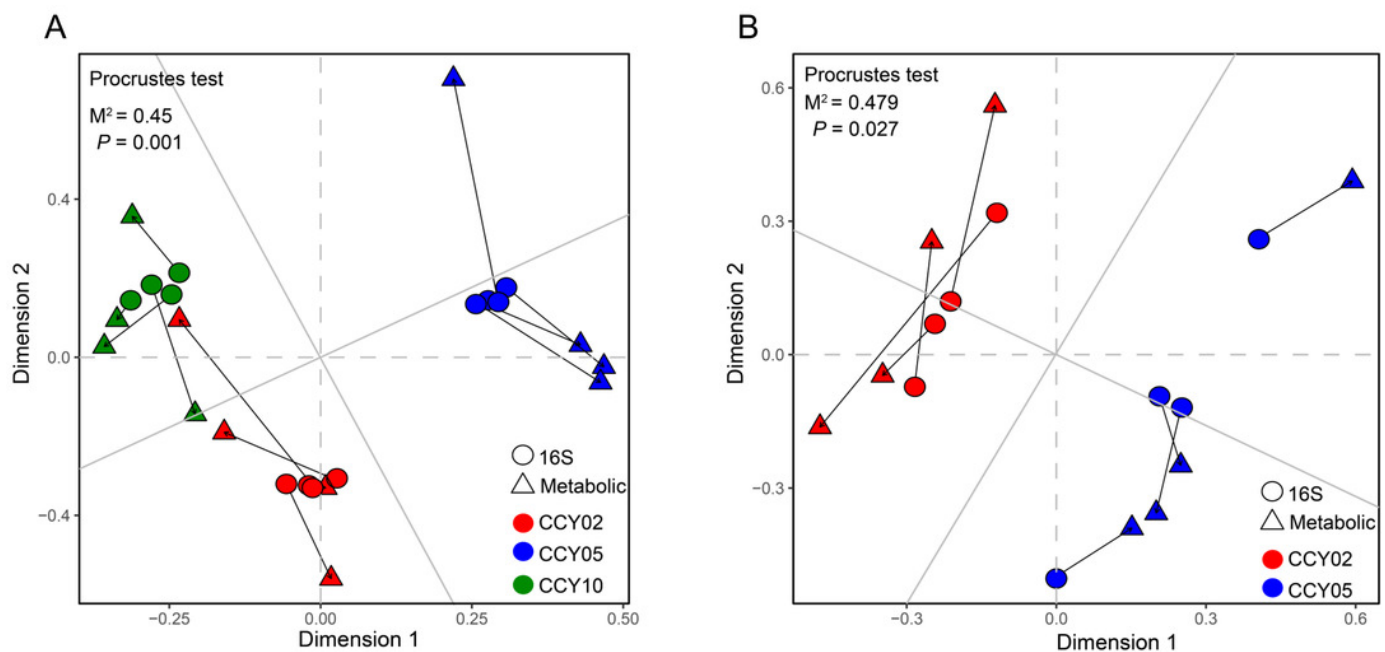 A
Procrustes test
M² = 0.45
P = 0.001
Dimension 2
0.4
0.0
−0.4
16S
Metabolic
CCY02
CCY05
CCY10
−0.25
0.00
0.25
0.50
Dimension 1
B
Procrustes test
M² = 0.479
P = 0.027
Dimension 2
0.6
0.3
0.0
−0.3
16S
Metabolic
CCY02
CCY05
−0.3
0.0
0.3
0.6
Dimension 1